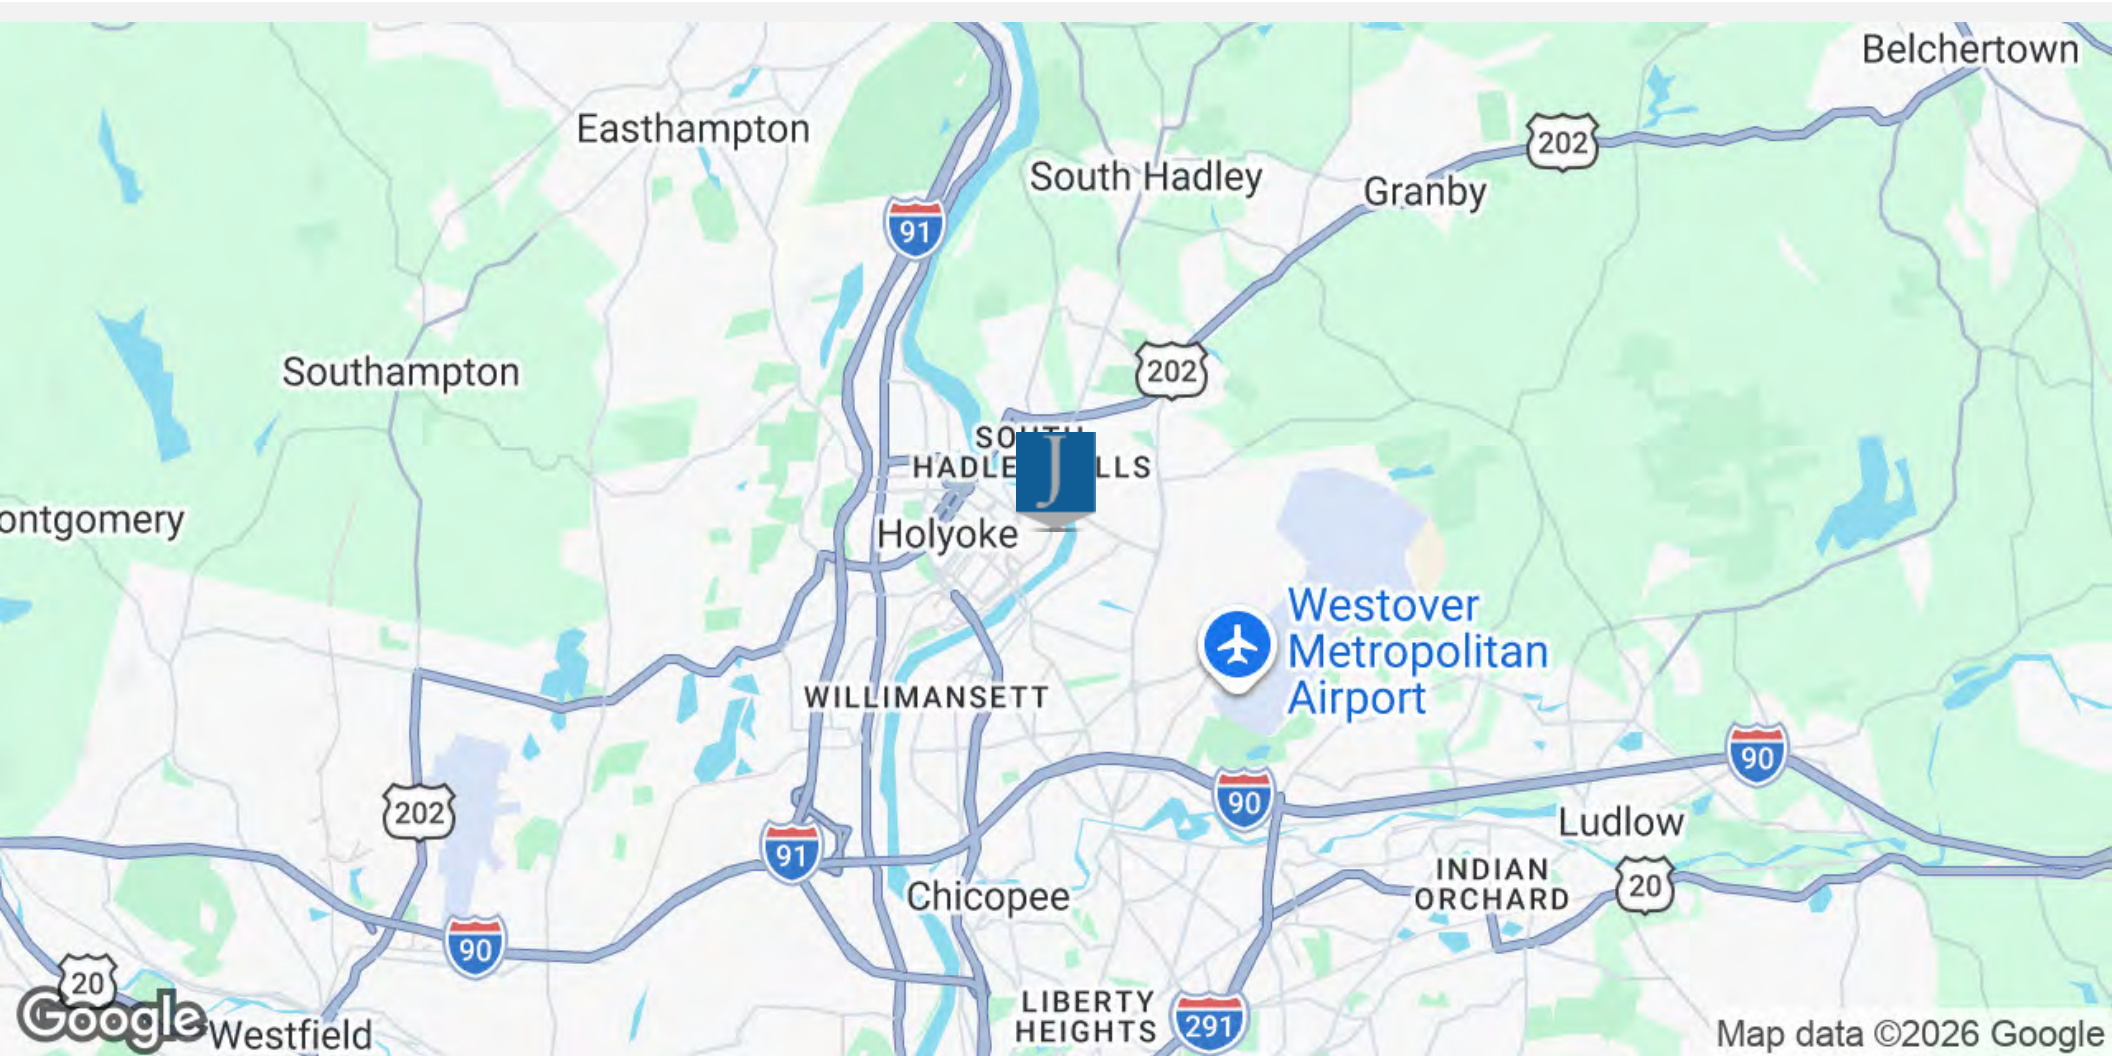 Belchertown
Easthampton
202
South Hadley
Granby
91
Southampton
202
SO
HADLE
J
LLS
ontgomery
Holyoke
Westover
Metropolitan
Airport
WILLIMANSETT
90
202
90
Ludlow
91
INDIAN
ORCHARD
20
Chicopee
90
20
LIBERTY
HEIGHTS
291
Google
Westfield
Map data ©2026 Google